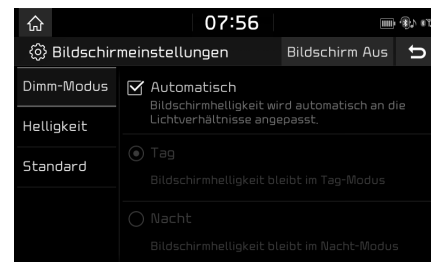 07:56
Bildschirmeinstellungen Bildschirm Aus
Dimm-Modus
Helligkeit
Standard
Automatisch
Bildschirmhelligkeit wird automatisch an die
Lichtverhältnisse angepasst.
Tag
Bildschirmhelligkeit bleibt im Tag-Modus
Nacht
Bildschirmhelligkeit bleibt im Nacht-Modus